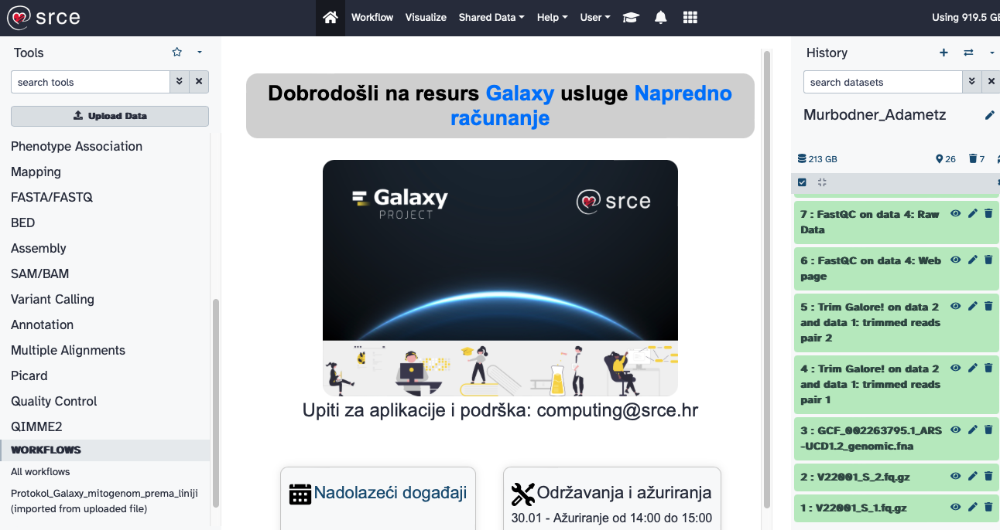 srce
Workflow
Visualize
Shared Data
Help
User
Using 919.5 G
Tools
search tools
Upload Data
Phenotype Association
Mapping
FASTA/FASTQ
BED
Assembly
SAM/BAM
Variant Calling
Annotation
Multiple Alignments
Picard
Quality Control
QIMME2
WORKFLOWS
All workflows
Protokol_Galaxy_mitogenom_prema_liniji
(imported from uploaded file)
Dobrodošli na resurs Galaxy usluge Napredno
računanje
Galaxy
PROJECT
srce
Upiti za aplikacije i podrška: computing@srce.hr
Nadolazeći događaji
Održavanja i ažuriranja
30.01 - Ažuriranje od 14:00 do 15:00
History
search datasets
Murbodner_Adametz
213 GB
26
7
7 : FastQC on data 4: Raw
Data
6 : FastQC on data 4: Web
page
5 : Trim Galore! on data 2
and data 1: trimmed reads
pair 2
4 : Trim Galore! on data 2
and data 1: trimmed reads
pair 1
3 : GCF_002263795.1_ARS
-UCD1.2_genomic.fna
2 : V22001_S_2.fq.gz
1 : V22001_S_1.fq.gz